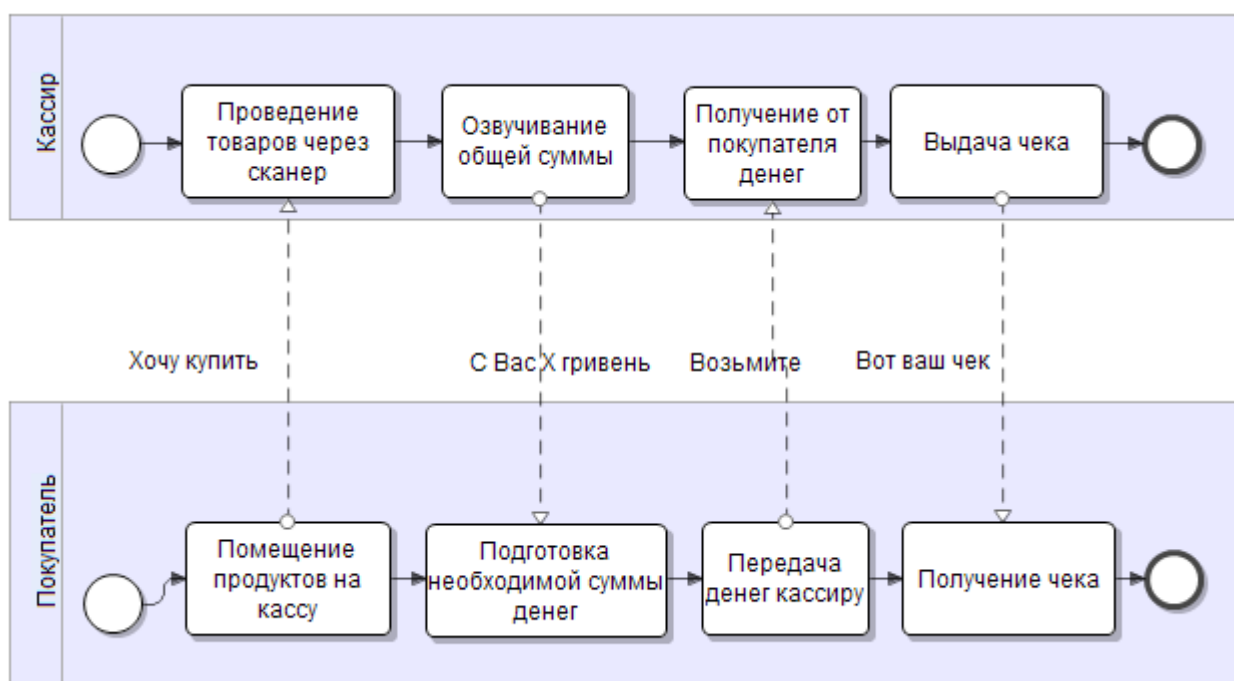 Кассир
Проведение
товаров через
сканер
Озвучивание
общей суммы
Получение от
покупателя
денег
Выдача чека
Хочу купить
С Вас Х гривень
Возьмите
Вот ваш чек
Покупатель
Помещение
продуктов на
кассу
Подготовка
необходимой суммы
денег
Передача
денег кассиру
Получение чека